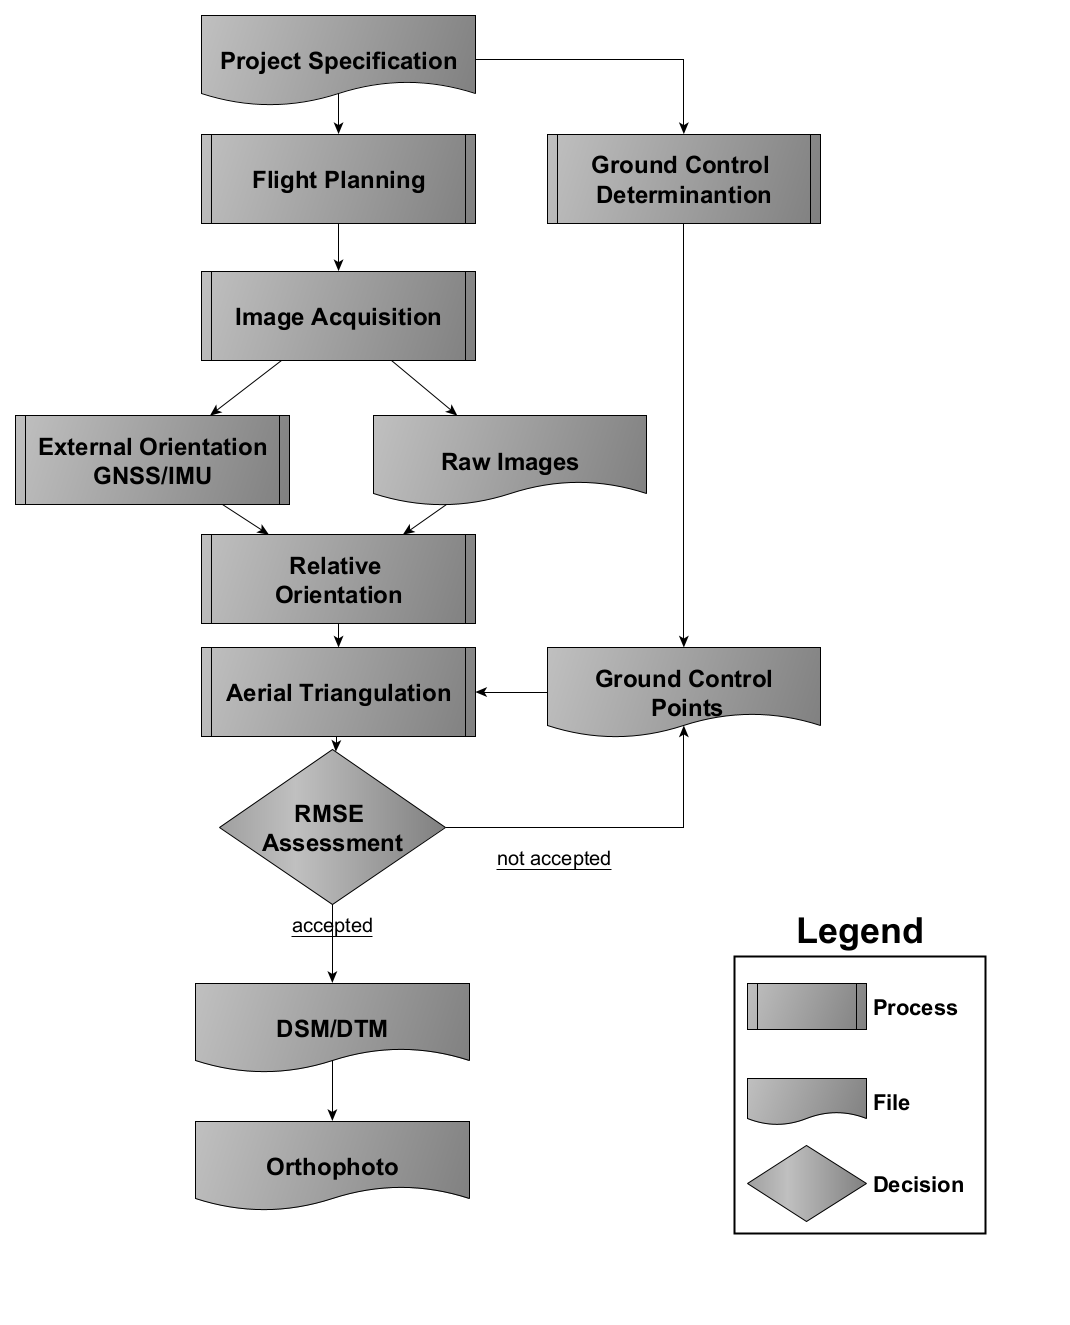 Project Specification
Flight Planning
Ground Control
Determinantion
Image Acquisition
External Orientation
GNSS/IMU
Raw Images
Relative
Orientation
Aerial Triangulation
Ground Control
Points
RMSE
Assessment
not accepted
accepted
DSM/DTM
Orthophoto
Legend
Process
File
Decision